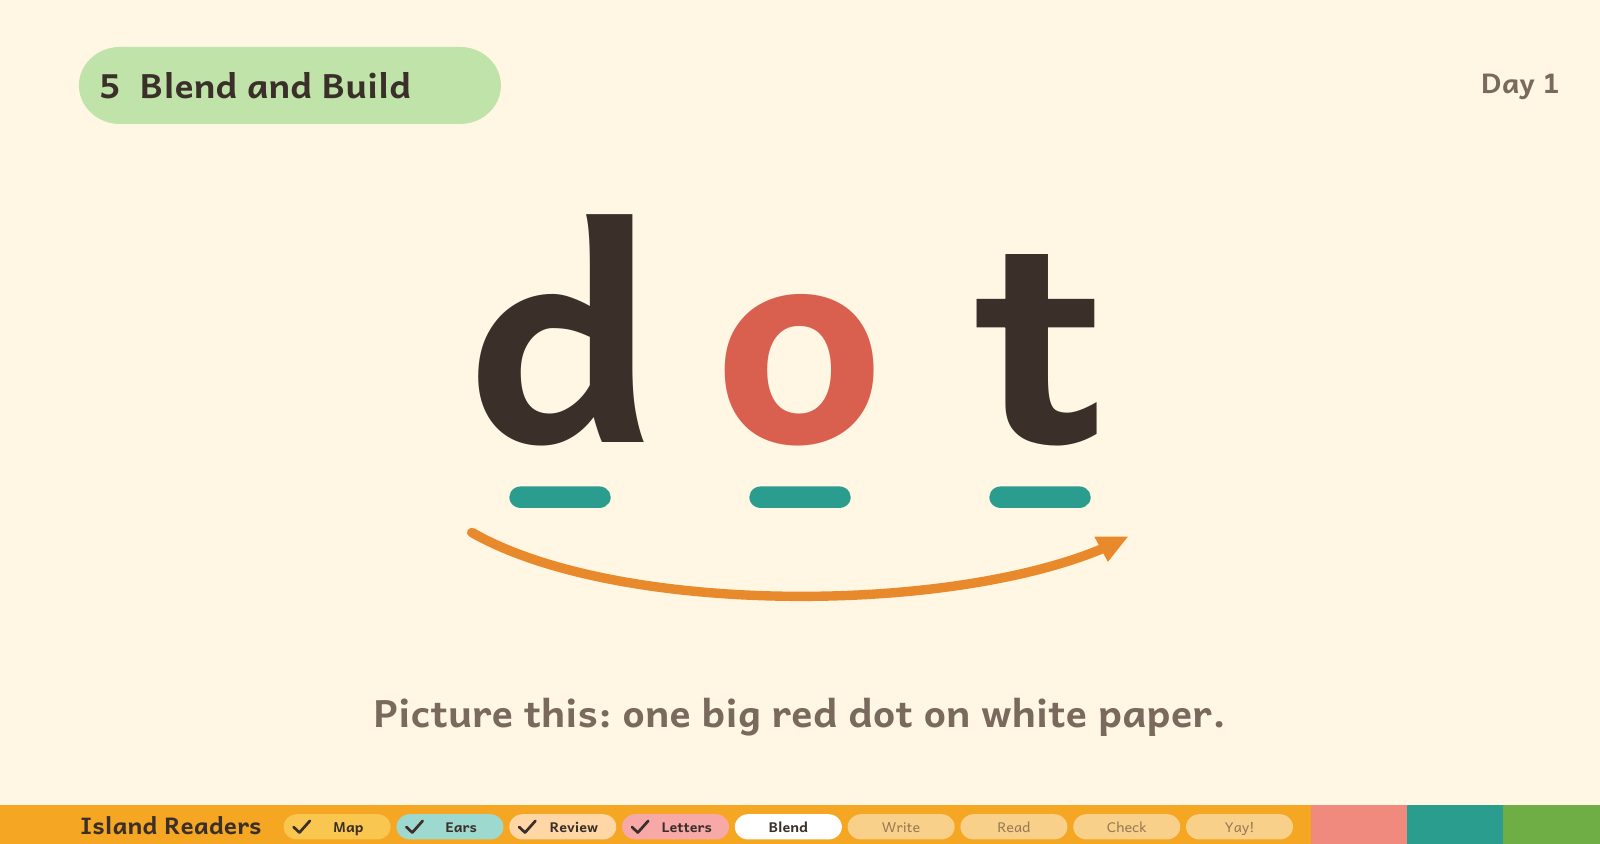 5 Blend and Build
Day 1
dot
Picture this: one big red dot on white paper.
Island Readers
Map
Ears
Review
Letters
Blend
Write
Read
Check
Yay!